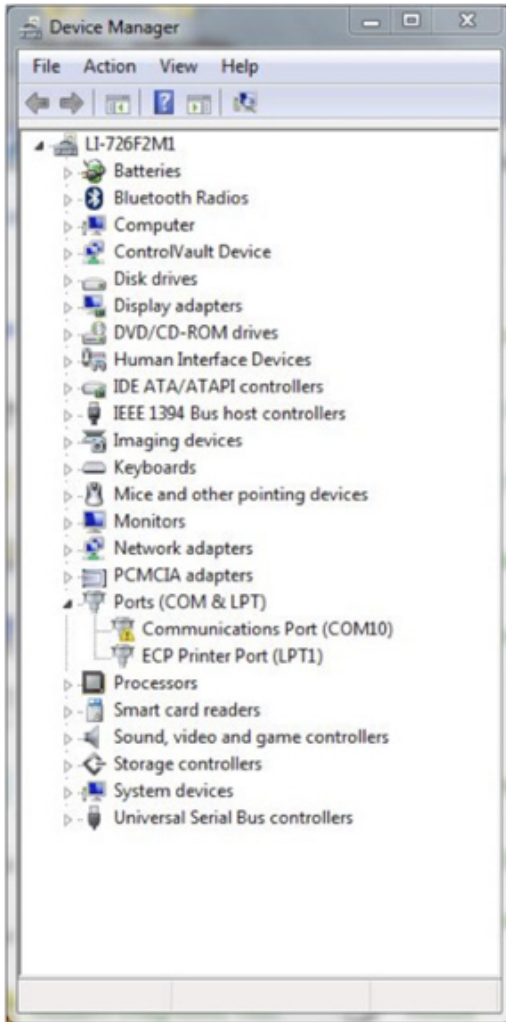 Device Manager
File Action View Help
LI-726F2M1
Batteries
Bluetooth Radios
Computer
ControlVault Device
Disk drives
Display adapters
DVD/CD-ROM drives
Human Interface Devices
IDE ATA/ATAPI controllers
IEEE 1394 Bus host controllers
Imaging devices
Keyboards
Mice and other pointing devices
Monitors
Network adapters
PCMCIA adapters
Ports (COM & LPT)
Communications Port (COM10)
ECP Printer Port (LPT1)
Processors
Smart card readers
Sound, video and game controllers
Storage controllers
System devices
Universal Serial Bus controllers